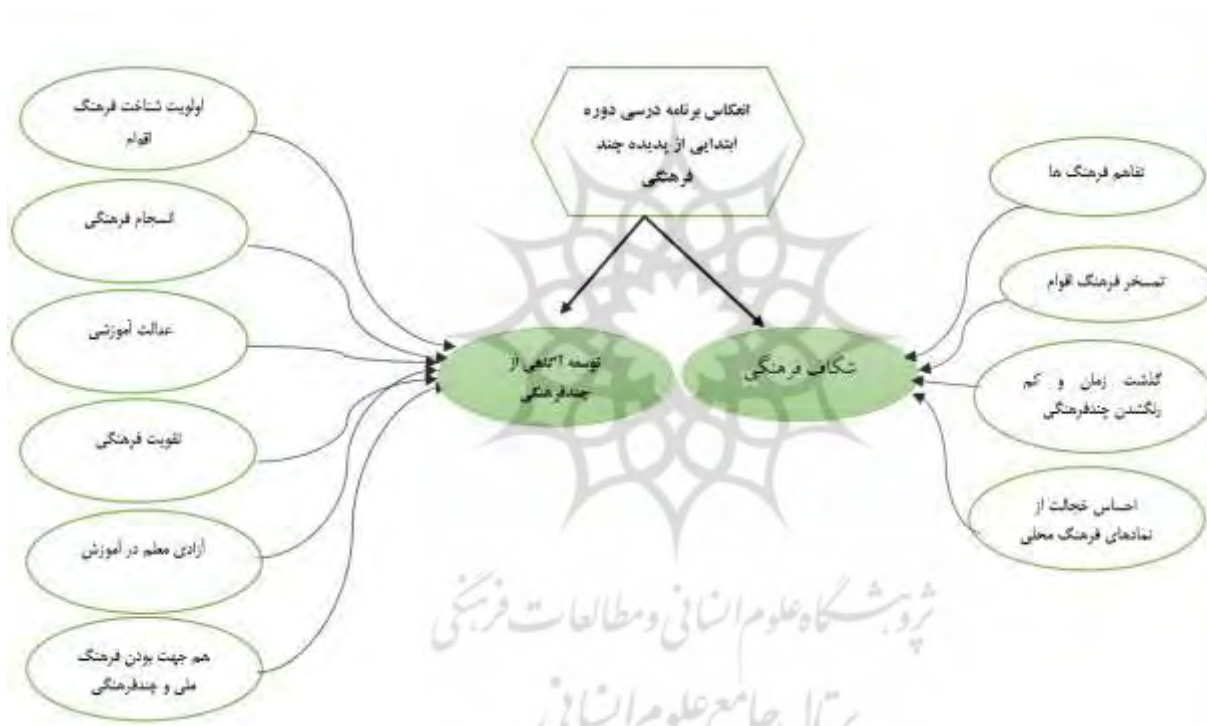 انعکاس برنامه درسی دوره
ابتدایی از پدیده چند
فرهنگی
تفاهم فرهنگ ها
تمسخر فرهنگ اقوام
گذشت زمان و کم
رنگشدن چندفرهنگی
احساس خجالت از
نمادهای فرهنگ محلی
شکاف فرهنگی
توسعه آگاهی از
چندفرهنگی
اولویت شناخت فرهنگ
اقوام
انسجام فرهنگی
عدالت آموزشی
تقویت فرهنگی
آزادی معلم در آموزش
هم جهت بودن فرهنگ
ملی و چندفرهنگی
پژوهشگاه علوم انسانی و مطالعات فرهنگی
پرتال جامع علوم انسانی